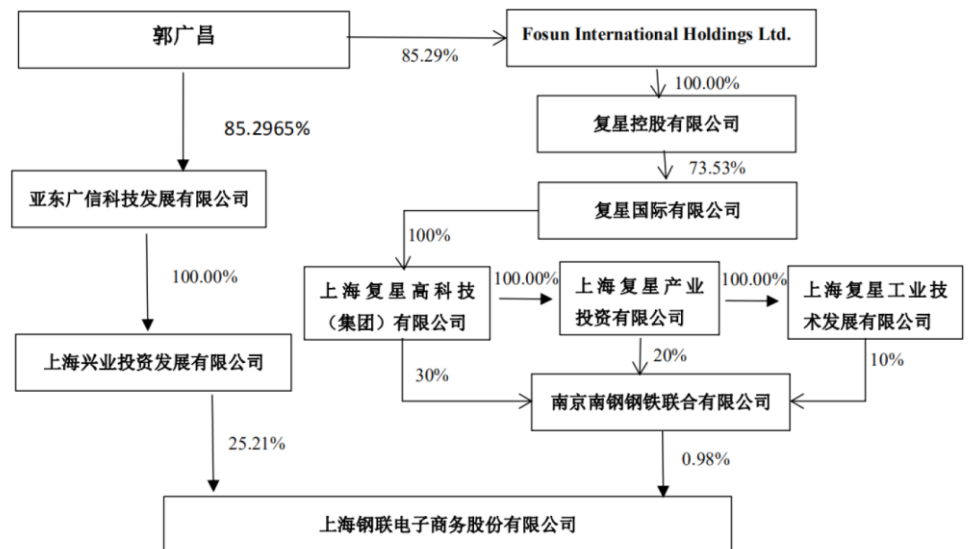 郭广昌
Fosun International Holdings Ltd.
85.29%
100.00%
85.2965%
复星控股有限公司
73.53%
亚东广信科技发展有限公司
复星国际有限公司
100%
100.00%
上海复星高科技
（集团）有限公司
100.00%
上海复星产业
投资有限公司
100.00%
上海复星工业技
术发展有限公司
上海兴业投资发展有限公司
30%
20%
10%
南京南钢钢铁联合有限公司
25.21%
0.98%
上海钢联电子商务股份有限公司